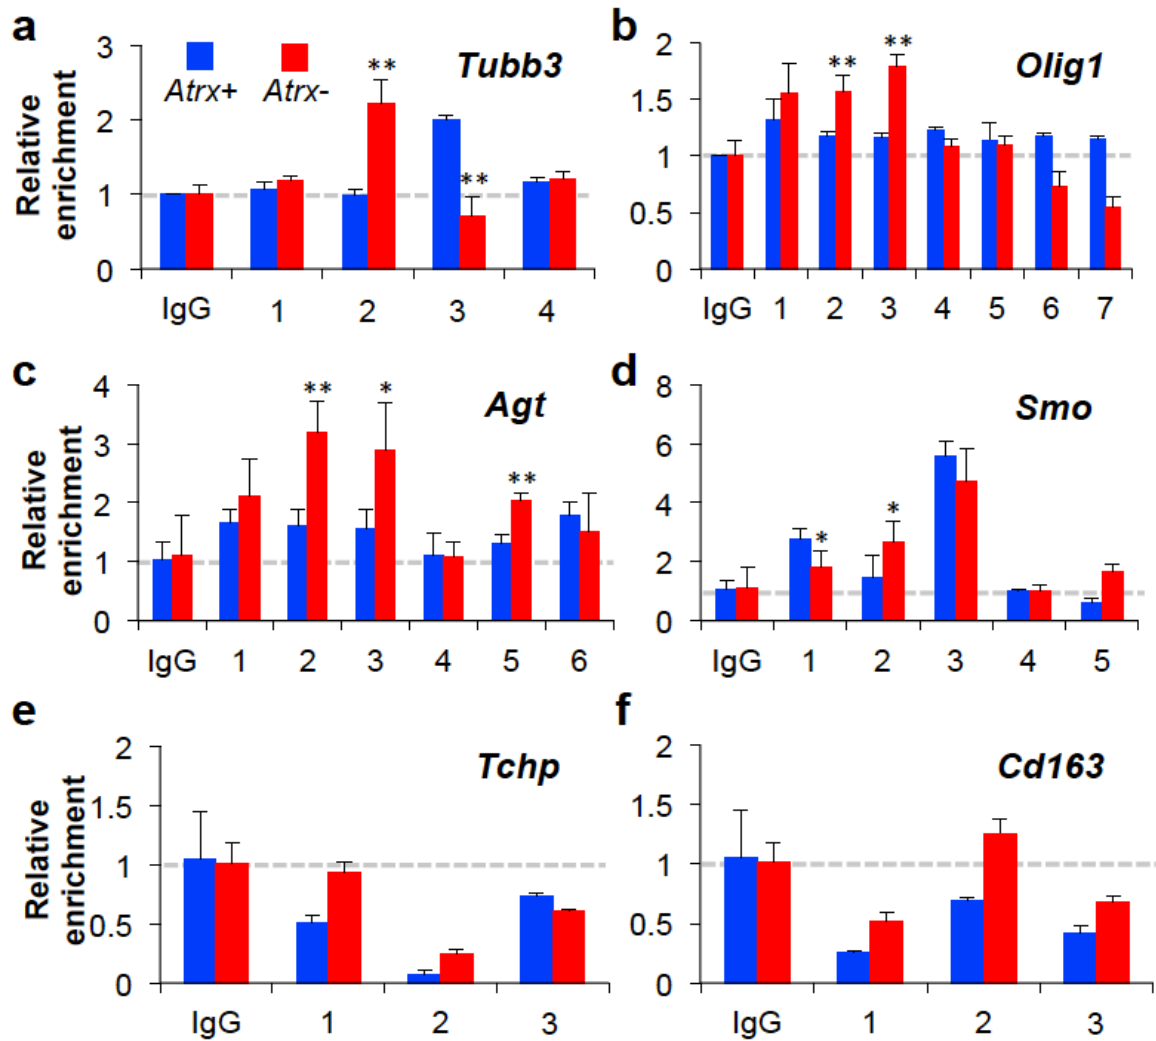 a
3
2
1
0
Relative
enrichment
Atrx+ Atrx-
Tubb3
**
**
IgG 1 2 3 4
b
2
1.5
1
0.5
0
Olig1
** **
IgG 1 2 3 4 5 6 7
c
4
3
2
1
0
Relative
enrichment
Agt
** *
**
IgG 1 2 3 4 5 6
d
8
6
4
2
0
Smo
* *
IgG 1 2 3 4 5
e
2
1.5
1
0.5
0
Relative
enrichment
Tchp
IgG 1 2 3
f
2
1.5
1
0.5
0
Cd163
IgG 1 2 3